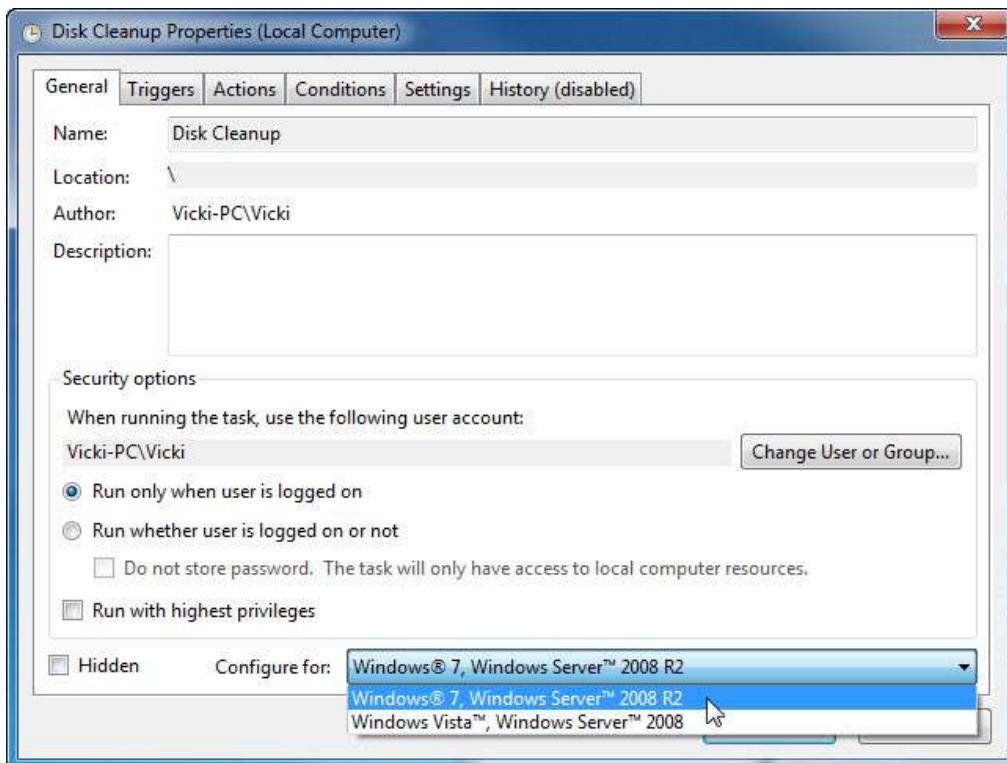 Disk Cleanup Properties (Local Computer)
General Triggers Actions Conditions Settings History (disabled)
Name: Disk Cleanup
Location: \
Author: Vicki-PC\Vicki
Description:
Security options
When running the task, use the following user account:
Vicki-PC\Vicki Change User or Group...
Run only when user is logged on
Run whether user is logged on or not
Do not store password. The task will only have access to local computer resources.
Run with highest privileges
Hidden Configure for: Windows® 7, Windows Server™ 2008 R2
Windows® 7, Windows Server™ 2008 R2
Windows Vista™, Windows Server™ 2008